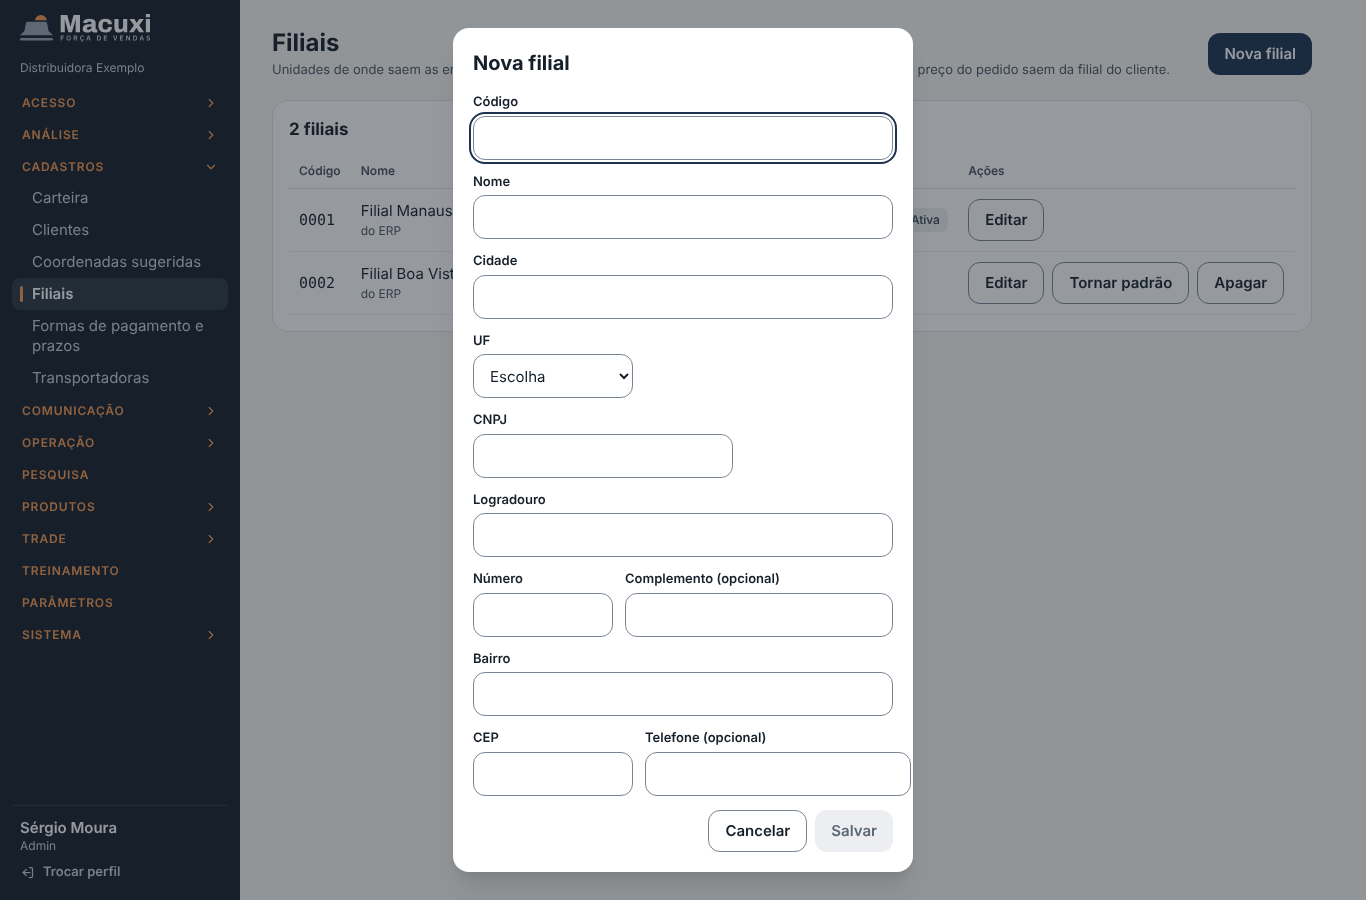 Macuxi
FORÇA DE VENDAS
Distribuidora Exemplo
ACESSO
ANÁLISE
CADASTROS
Carteira
Clientes
Coordenadas sugeridas
Filiais
Formas de pagamento e
prazos
Transportadoras
COMUNICAÇÃO
OPERAÇÃO
PESQUISA
PRODUTOS
TRADE
TREINAMENTO
PARÂMETROS
SISTEMA
Sérgio Moura
Admin
Trocar perfil
Filiais
Unidades de onde saem as
preço do pedido saem da filial do cliente.
Nova filial
2 filiais
Código Nome Ações
0001 Filial Manaus Ativa Editar
do ERP
0002 Filial Boa Vist Editar Tornar padrão Apagar
do ERP
Nova filial
Código
Nome
Cidade
UF
Escolha
CNPJ
Logradouro
Número Complemento (opcional)
Bairro
CEP Telefone (opcional)
Cancelar Salvar